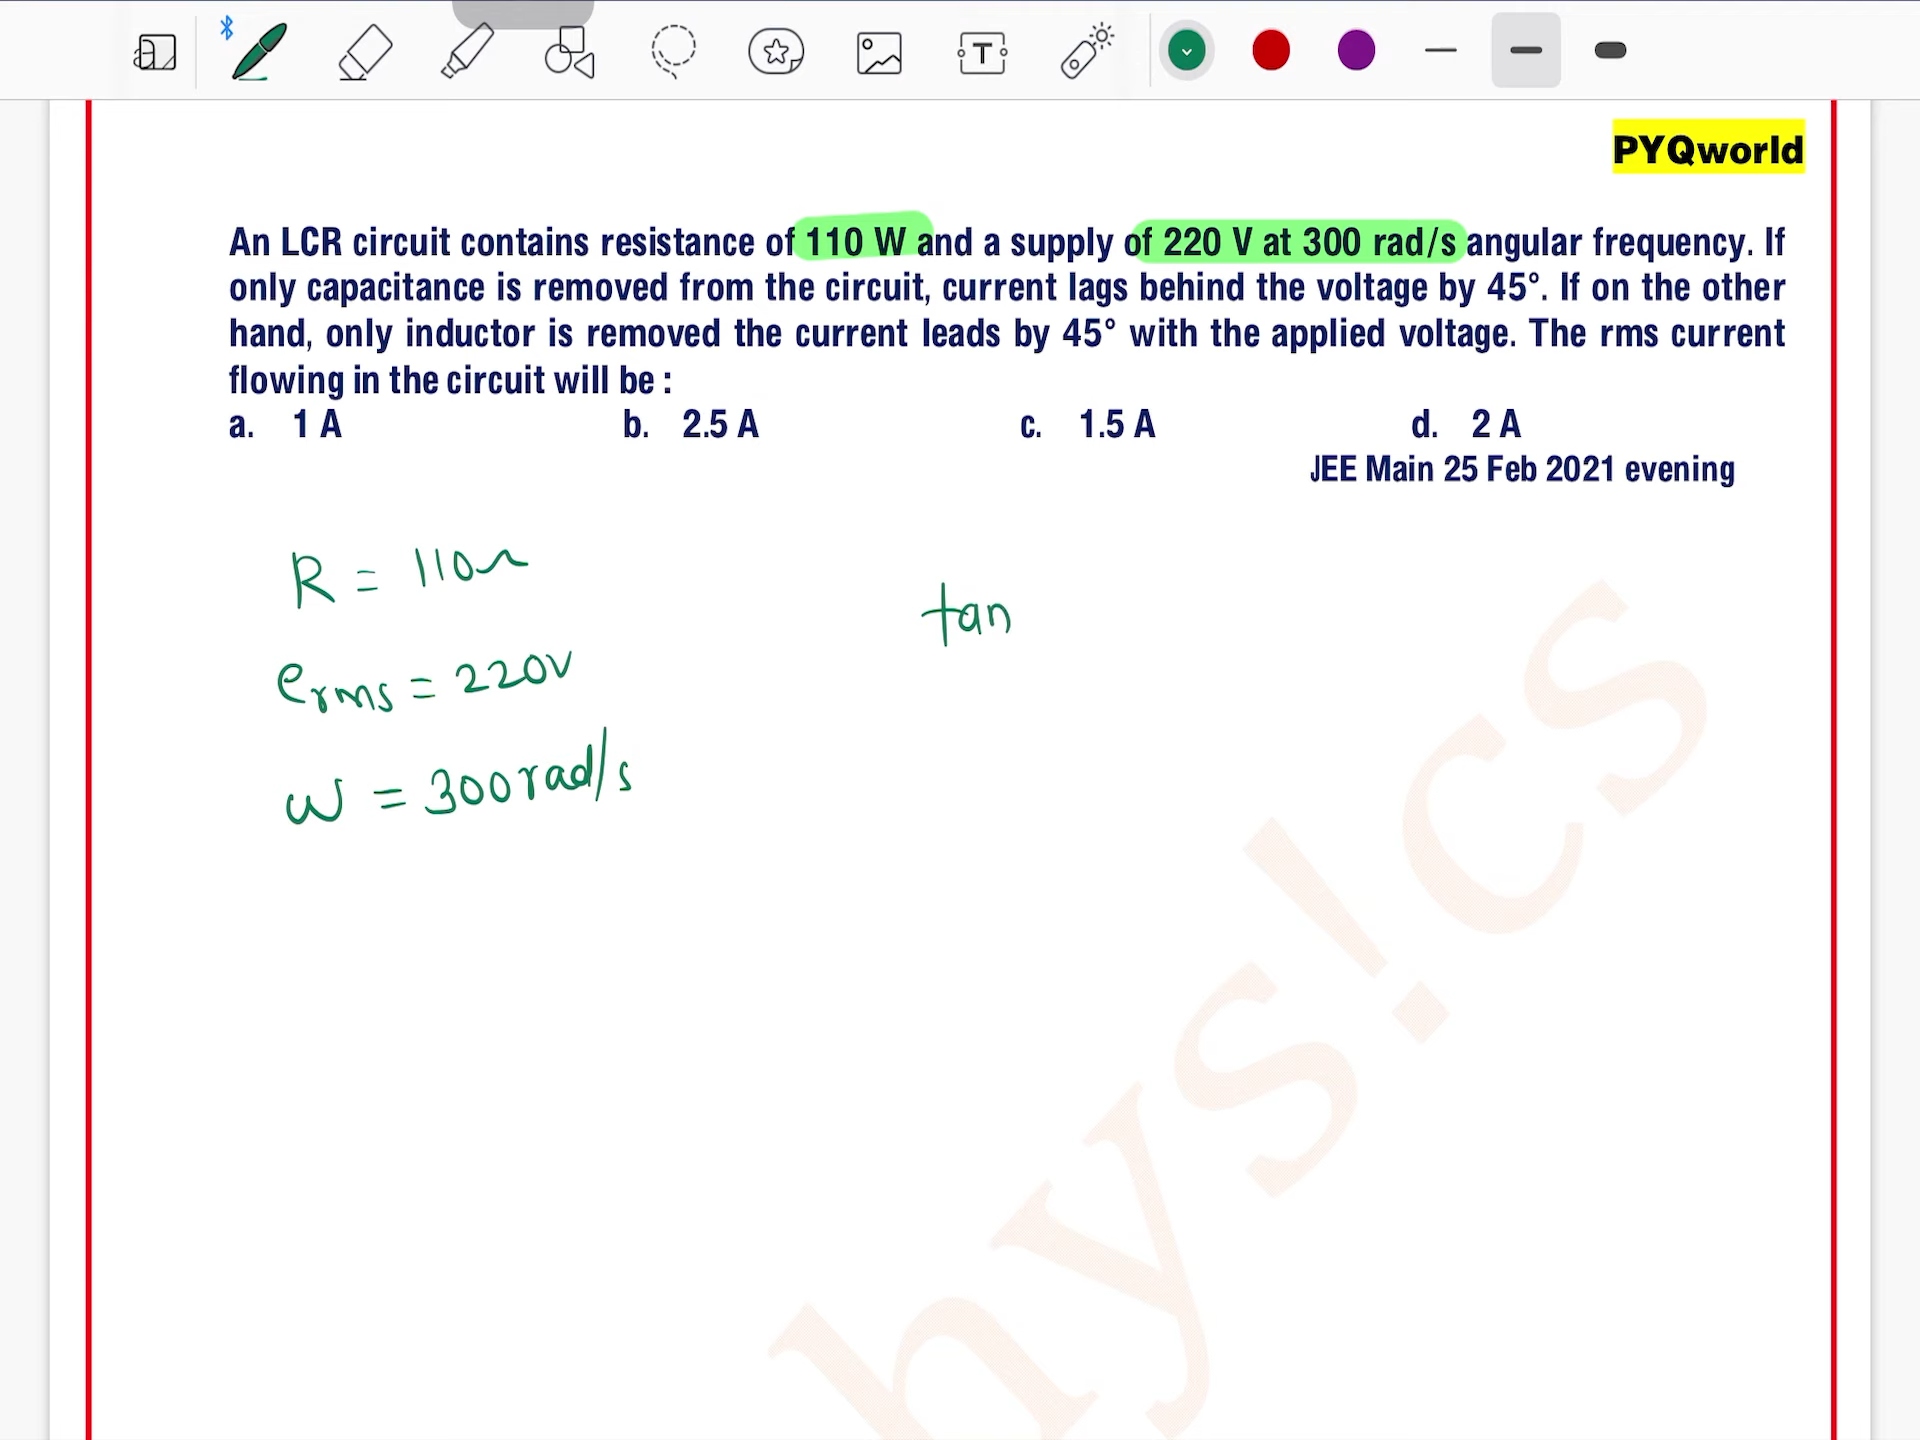 PYQworld
An LCR circuit contains resistance of 110 W and a supply of 220 V at 300 rad/s angular frequency. If
only capacitance is removed from the circuit, current lags behind the voltage by 45°. If on the other
hand, only inductor is removed the current leads by 45° with the applied voltage. The rms current
flowing in the circuit will be :
a. 1 A b. 2.5 A c. 1.5 A d. 2 A
JEE Main 25 Feb 2021 evening
R = 110Ω
tan
erms = 220V
ω = 300rad/s
hys!cs